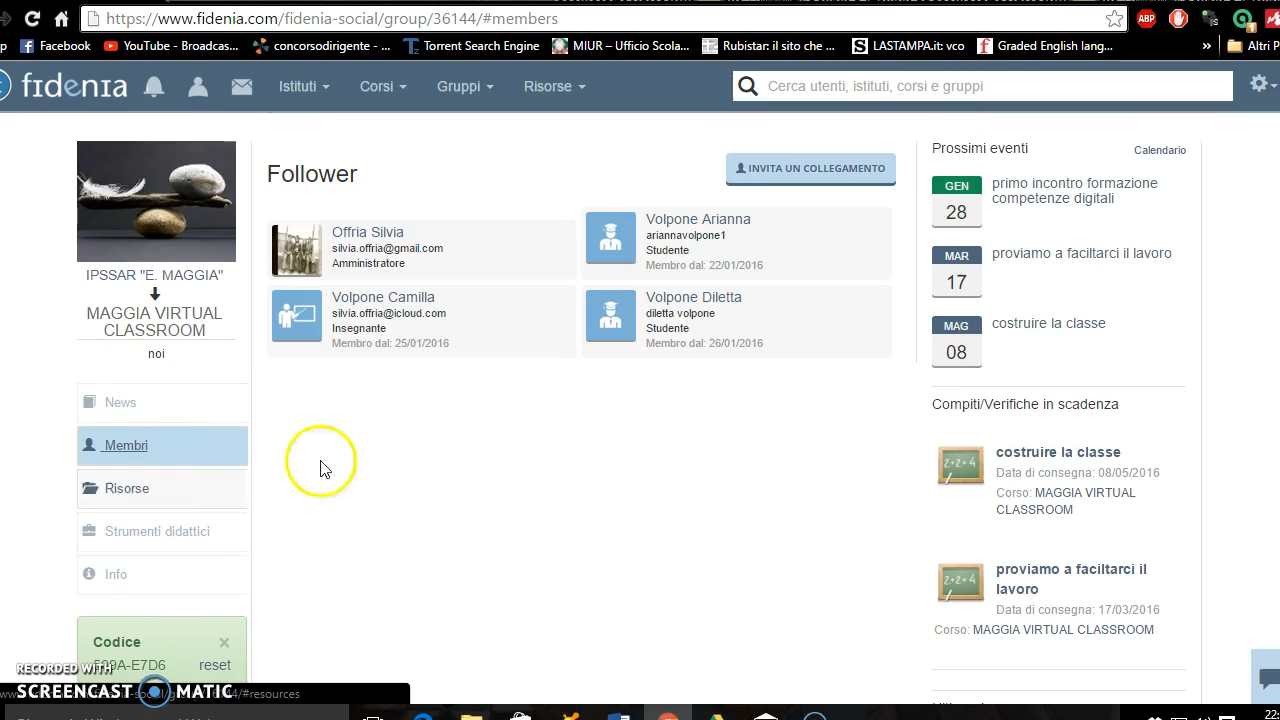 https://www.fidenia.com/fidenia-social/group/36144/#members
ABP
Facebook
YouTube - Broadcas...
concorsodirigente - ...
Torrent Search Engine
MIUR – Ufficio Scola...
Rubistar: il sito che ...
LASTAMPA.it: vco
Graded English lang...
»
Altri P
fidenia
Istituti
Corsi
Gruppi
Risorse
Cerca utenti, istituti, corsi e gruppi
IPSSAR "E. MAGGIA"
MAGGIA VIRTUAL
CLASSROOM
noi
News
Membri
Risorse
Strumenti didattici
Info
Codice
×
599A-E7D6
reset
Follower
INVITA UN COLLEGAMENTO
Offria Silvia
silvia.offria@gmail.com
Amministratore
Volpone Arianna
ariannavolpone1
Studente
Membro dal: 22/01/2016
Volpone Camilla
silvia.offria@icloud.com
Insegnante
Membro dal: 25/01/2016
Volpone Diletta
diletta volpone
Studente
Membro dal: 26/01/2016
Prossimi eventi
Calendario
GEN
28
primo incontro formazione
competenze digitali
MAR
17
proviamo a faciltarci il lavoro
MAG
08
costruire la classe
Compiti/Verifiche in scadenza
costruire la classe
Data di consegna: 08/05/2016
Corso: MAGGIA VIRTUAL
CLASSROOM
proviamo a faciltarci il
lavoro
Data di consegna: 17/03/2016
Corso: MAGGIA VIRTUAL CLASSROOM
RECORDED WITH
SCREENCAST MATIC